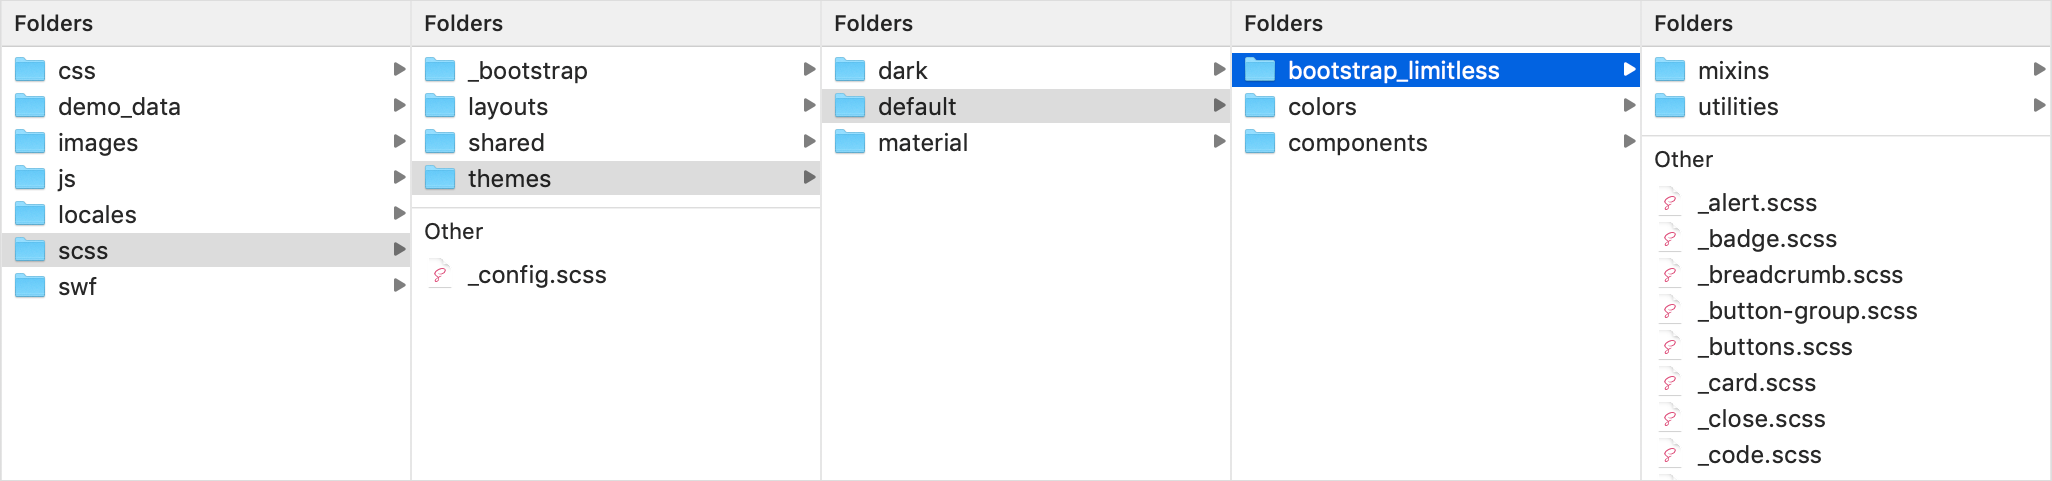 Folders
css
demo_data
images
js
locales
scss
swf
Folders
_bootstrap
layouts
shared
themes
Other
_config.scss
Folders
dark
default
material
Folders
bootstrap_limitless
colors
components
Folders
mixins
utilities
Other
_alert.scss
_badge.scss
_breadcrumb.scss
_button-group.scss
_buttons.scss
_card.scss
_close.scss
_code.scss